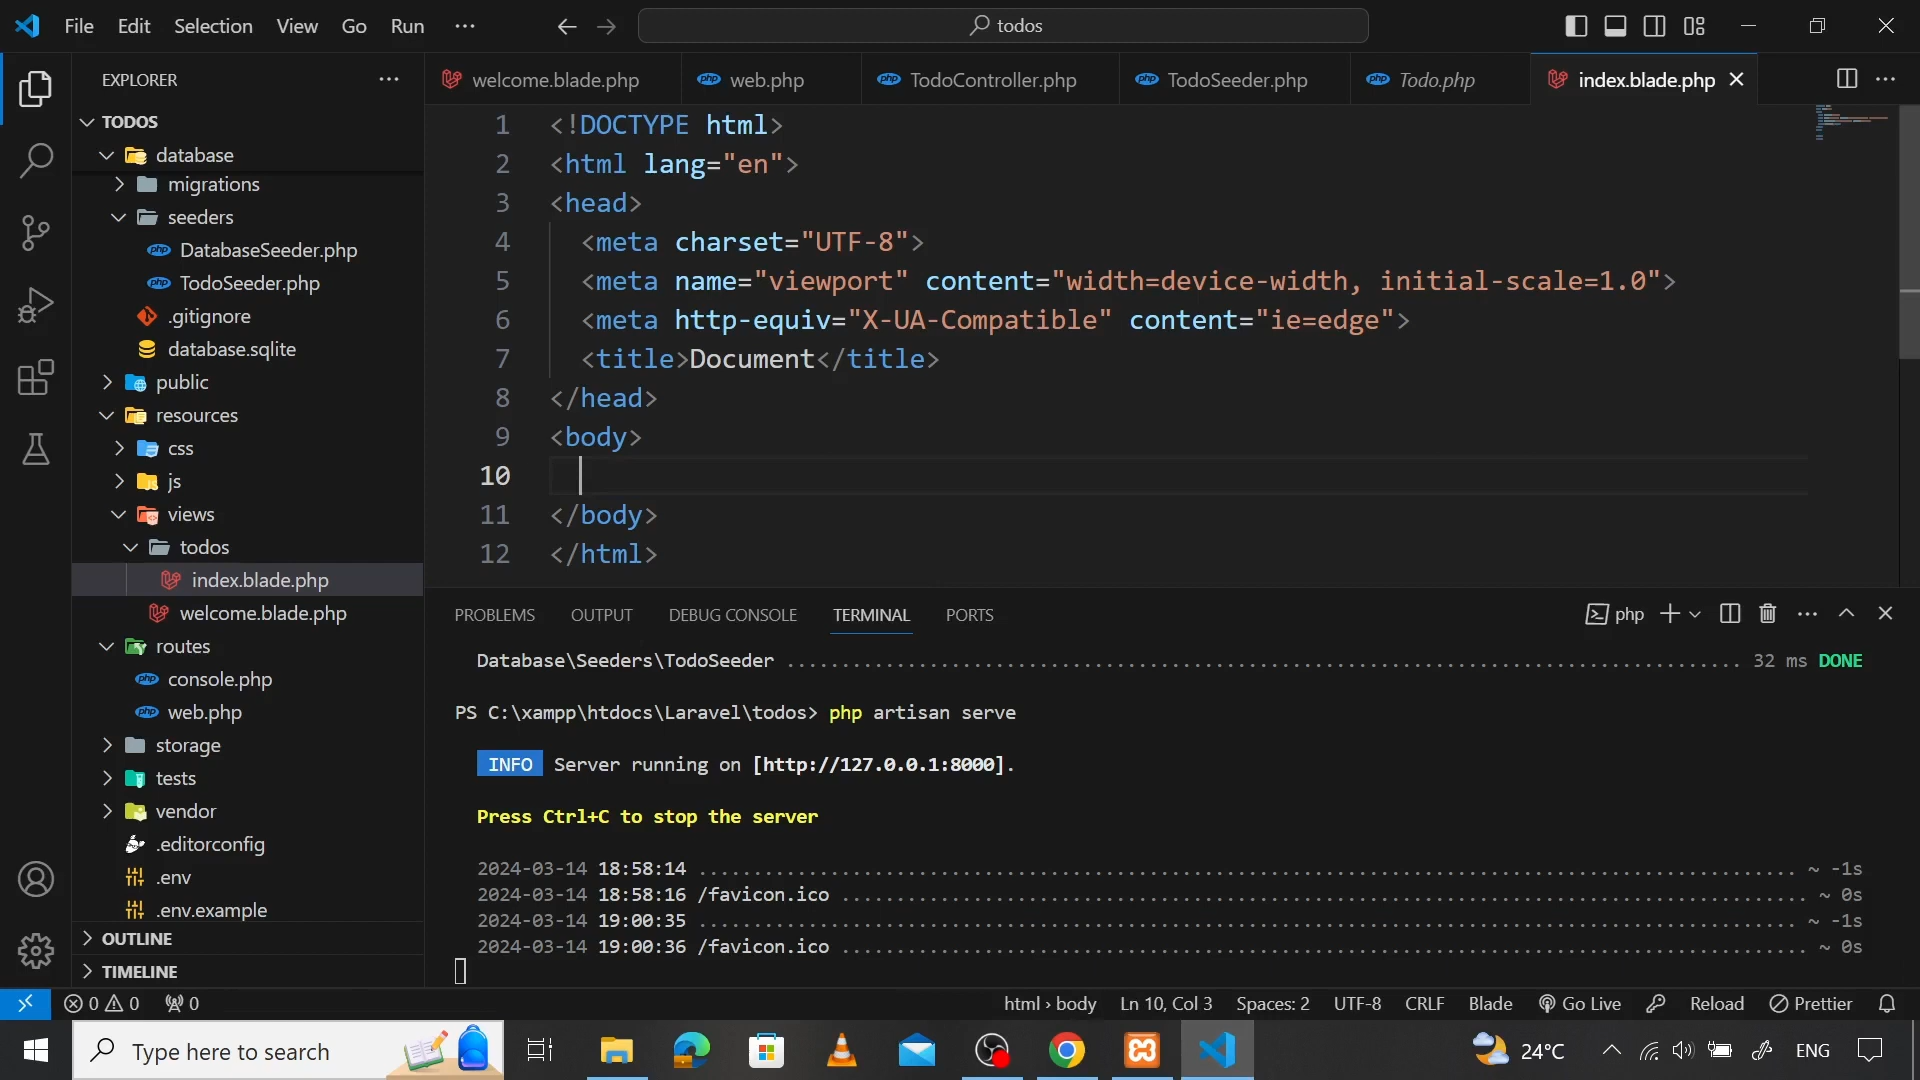 File Edit Selection View Go Run ··· todos
EXPLORER ···
welcome.blade.php web.php TodoController.php TodoSeeder.php Todo.php index.blade.php ···
TODOS
database
migrations
seeders
DatabaseSeeder.php
TodoSeeder.php
.gitignore
database.sqlite
public
resources
css
js
views
todos
index.blade.php
welcome.blade.php
routes
console.php
web.php
storage
tests
vendor
.editorconfig
.env
.env.example
OUTLINE
TIMELINE
1 <!DOCTYPE html>
2 <html lang="en">
3 <head>
4 <meta charset="UTF-8">
5 <meta name="viewport" content="width=device-width, initial-scale=1.0">
6 <meta http-equiv="X-UA-Compatible" content="ie=edge">
7 <title>Document</title>
8 </head>
9 <body>
10
11 </body>
12 </html>
PROBLEMS OUTPUT DEBUG CONSOLE TERMINAL PORTS php ···
Database\Seeders\TodoSeeder ........................................ 32 ms DONE
PS C:\xampp\htdocs\Laravel\todos> php artisan serve
INFO Server running on [http://127.0.0.1:8000].
Press Ctrl+C to stop the server
2024-03-14 18:58:14 ........................................ ~ -1s
2024-03-14 18:58:16 /favicon.ico ........................................ ~ 0s
2024-03-14 19:00:35 ........................................ ~ -1s
2024-03-14 19:00:36 /favicon.ico ........................................ ~ 0s
0 0 0 html › body Ln 10, Col 3 Spaces: 2 UTF-8 CRLF Blade Go Live Reload Prettier
Type here to search 24°C ENG